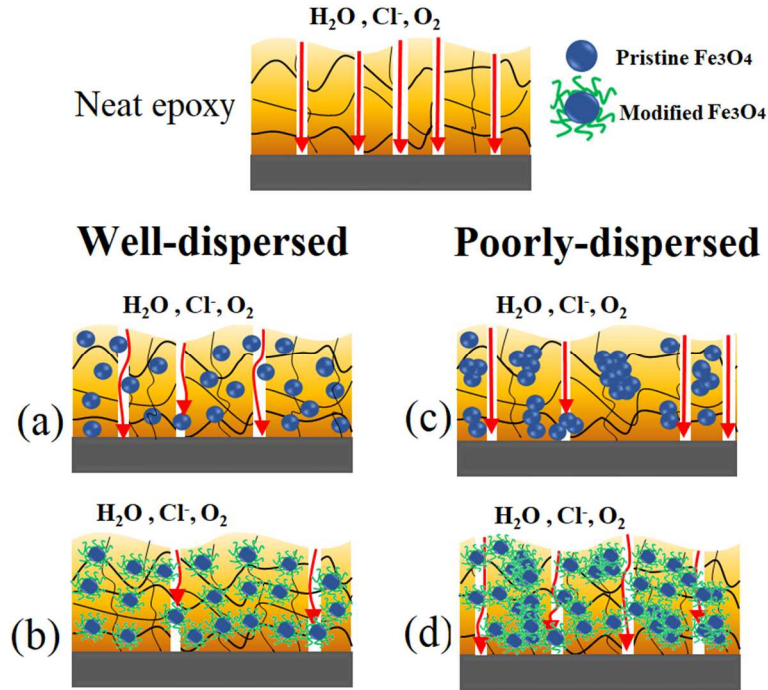 H₂O , Cl⁻, O₂
Neat epoxy
Pristine Fe3O4
Modified Fe3O4
Well-dispersed
Poorly-dispersed
H₂O , Cl⁻, O₂
H₂O , Cl⁻, O₂
(a)
(c)
H₂O , Cl⁻, O₂
H₂O , Cl⁻, O₂
(b)
(d)